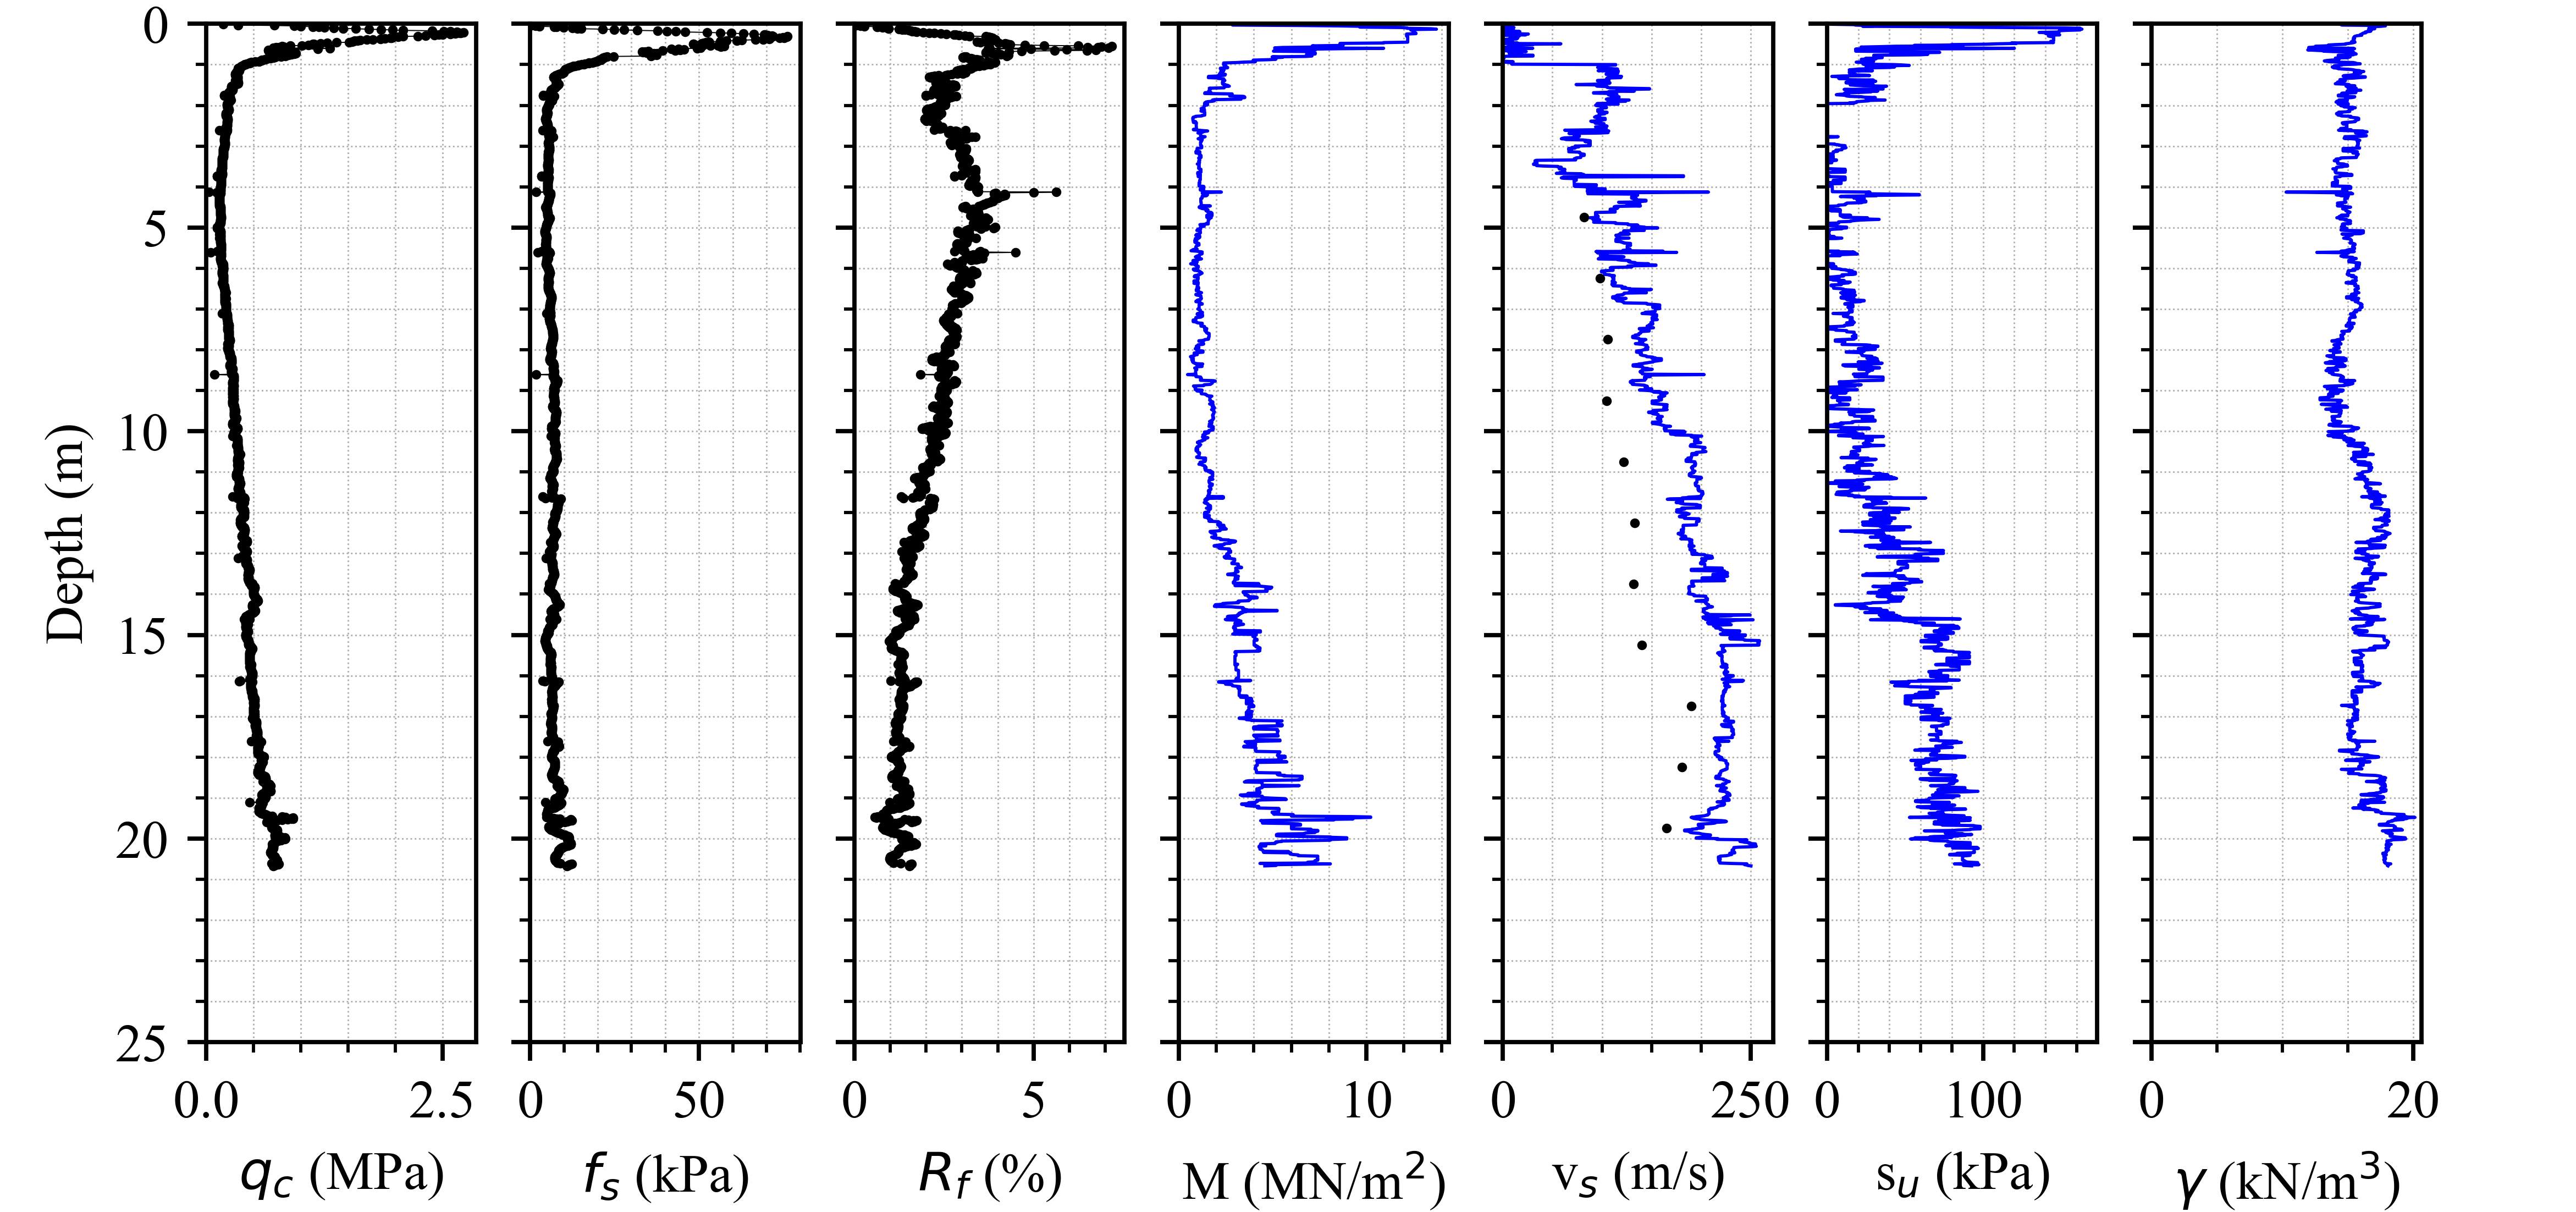 0
5
10
15
20
25
Depth (m)
0.0 2.5 0 50 0 5 0 10 0 250 0 100 0 20
q_c (MPa) f_s (kPa) R_f (%) M (MN/m²) v_s (m/s) s_u (kPa) γ (kN/m³)